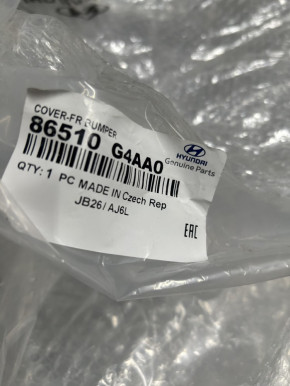 COVER-FR BUMPER
86510 G4AA0
HYUNDAI
Genuine Parts
QTY: 1 PC MADE IN Czech Rep
JB26/AJ6L
EAC